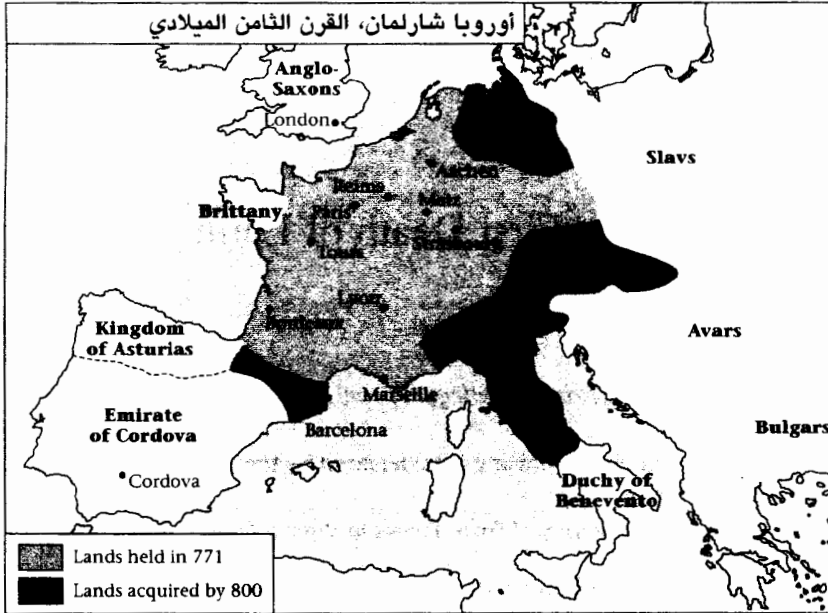 أوروبا شارلمان، القرن الثامن الميلادي
Anglo-
Saxons
London
Slavs
Aachen
Reims
Metz
Brittany
Paris
Strasbourg
Tours
Lyon
Bordeaux
Kingdom
of Asturias
Avars
Marseille
Emirate
of Cordova
Barcelona
Bulgars
Cordova
Duchy of
Benevento
Lands held in 771
Lands acquired by 800